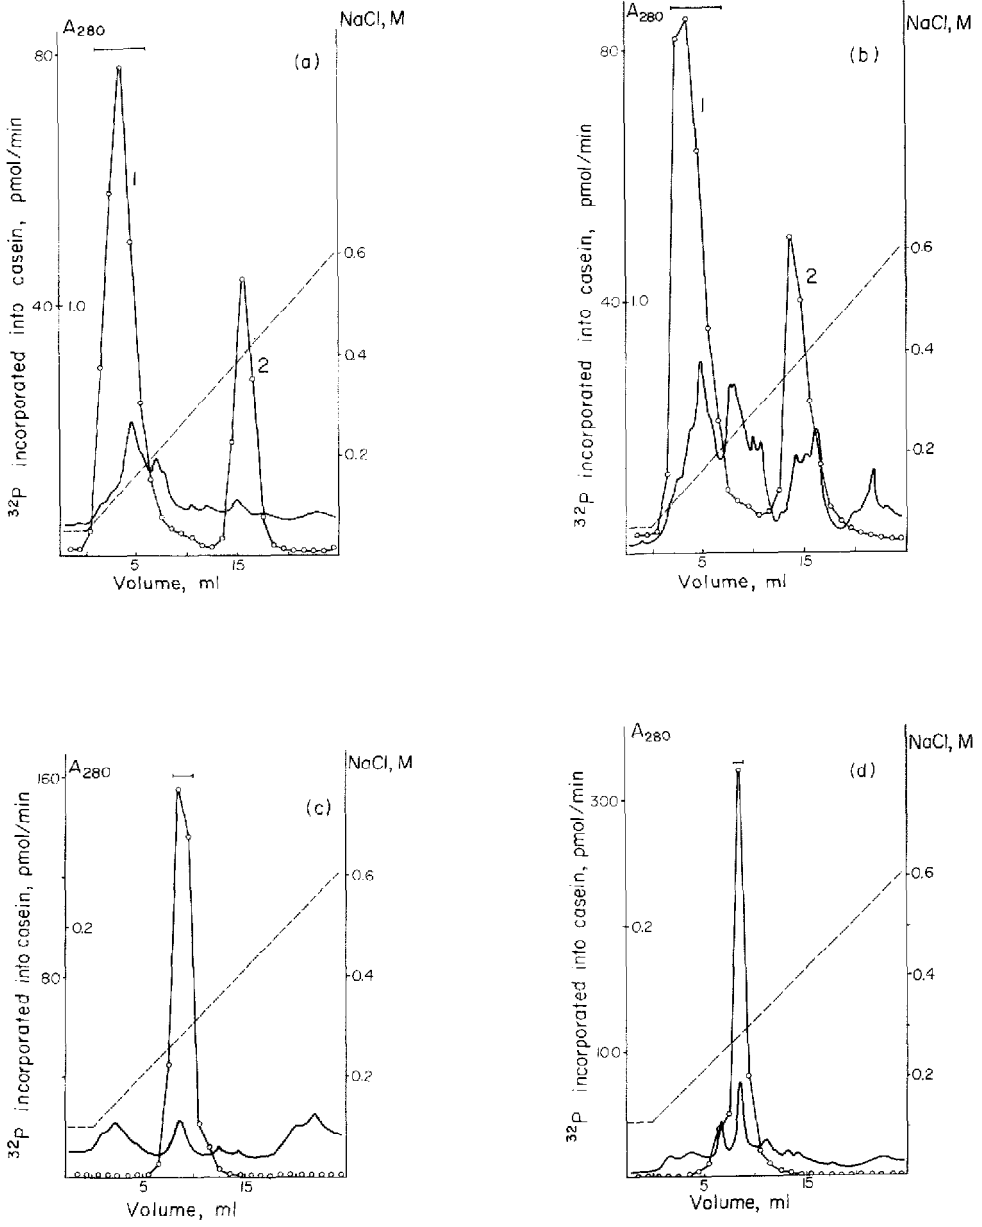 A280
NaCl, M
(a)
80
40
1.0
0.6
0.4
0.2
1
2
5
15
Volume, ml
32P incorporated into casein, pmol/min
A280
NaCl, M
(b)
80
40
1.0
0.6
0.4
0.2
1
2
5
15
Volume, ml
32P incorporated into casein, pmol/min
A280
NaCl, M
(c)
160
80
0.2
0.6
0.4
0.2
5
15
Volume, ml
32P incorporated into casein, pmol/min
A280
NaCl, M
(d)
300
100
0.2
0.6
0.4
0.2
5
15
Volume, ml
32P incorporated into casein, pmol/min